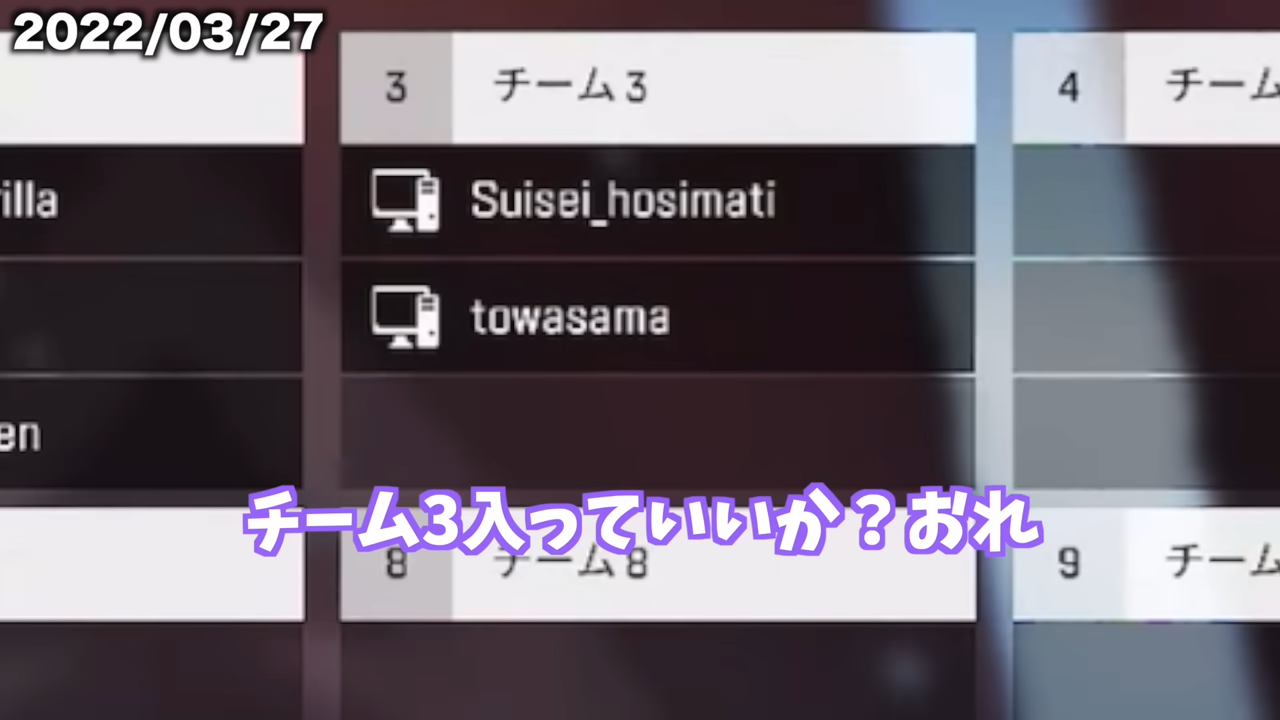 2022/03/27
3 チーム 3
4 チーム
illa
Suisei_hosimati
towasama
en
チーム3入っていいか？おれ
8 チーム 8
9 チーム